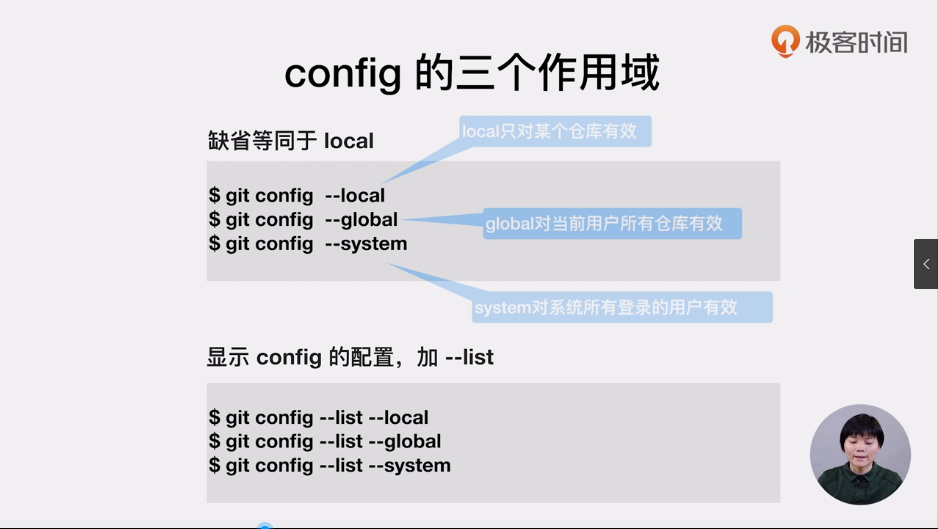 极客时间
config 的三个作用域
缺省等同于 local
local只对某个仓库有效
$ git config --local
$ git config --global
global对当前用户所有仓库有效
$ git config --system
system对系统所有登录的用户有效
显示 config 的配置，加 --list
$ git config --list --local
$ git config --list --global
$ git config --list --system